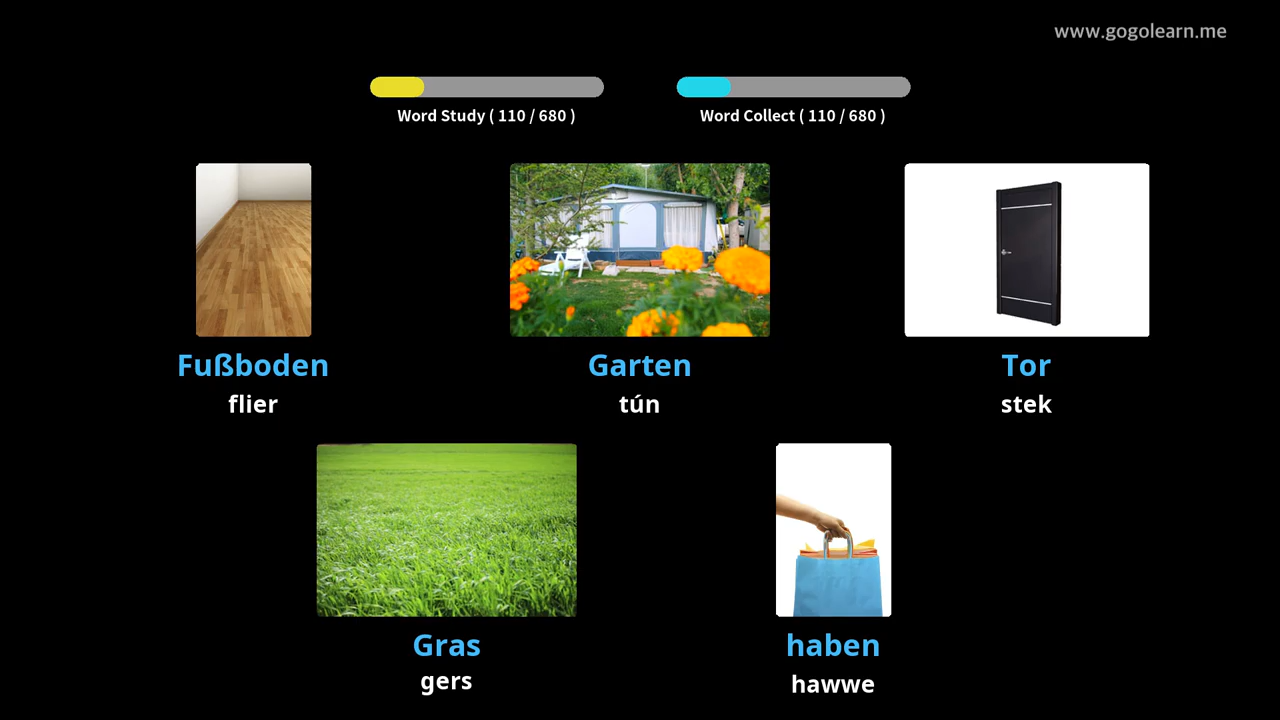 www.gogolearn.me
Word Study ( 110 / 680 )
Word Collect ( 110 / 680 )
Fußboden
flier
Garten
tún
Tor
stek
Gras
gers
haben
hawwe